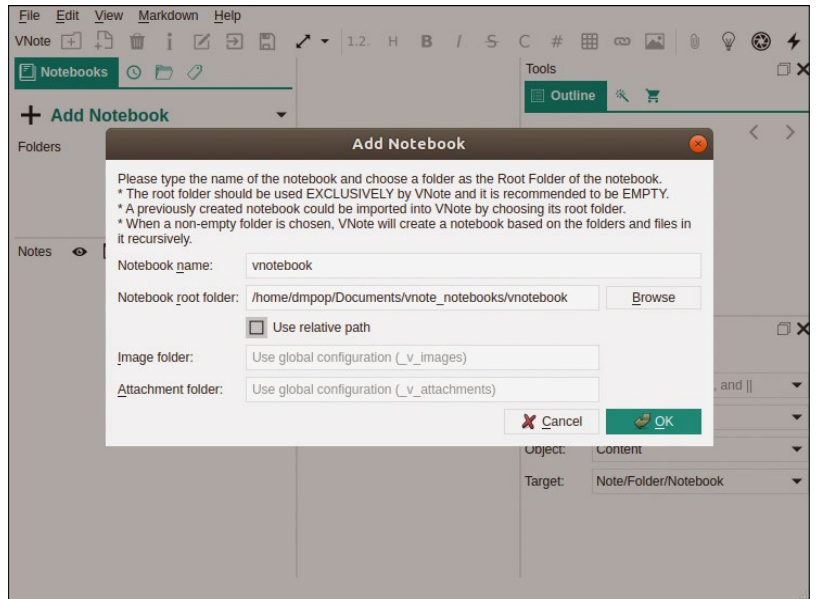 File Edit View Markdown Help
VNote 1.2. H B I S C #
Notebooks
Tools
Outline
Add Notebook
Folders
Notes
Add Notebook
Please type the name of the notebook and choose a folder as the Root Folder of the notebook.
* The root folder should be used EXCLUSIVELY by VNote and it is recommended to be EMPTY.
* A previously created notebook could be imported into VNote by choosing its root folder.
* When a non-empty folder is chosen, VNote will create a notebook based on the folders and files in
it recursively.
Notebook name: vnotebook
Notebook root folder: /home/dmpop/Documents/vnote_notebooks/vnotebook Browse
Use relative path
Image folder: Use global configuration (_v_images)
Attachment folder: Use global configuration (_v_attachments)
Cancel OK
, and ||
Object: Content
Target: Note/Folder/Notebook